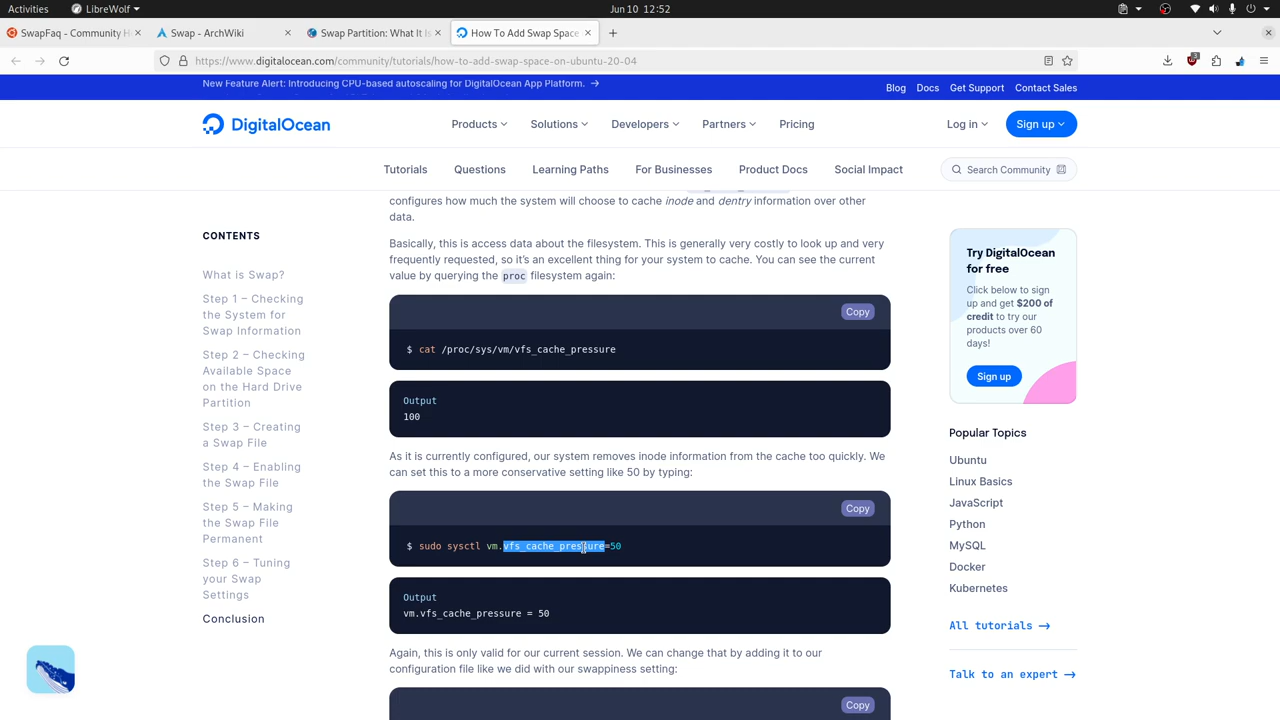 Activities
LibreWolf
Jun 10 12:52
SwapFaq - Community H
Swap - ArchWiki
Swap Partition: What It Is
How To Add Swap Space
https://www.digitalocean.com/community/tutorials/how-to-add-swap-space-on-ubuntu-20-04
3
New Feature Alert: Introducing CPU-based autoscaling for DigitalOcean App Platform. →
Blog
Docs
Get Support
Contact Sales
DigitalOcean
Products
Solutions
Developers
Partners
Pricing
Log in
Sign up
Tutorials
Questions
Learning Paths
For Businesses
Product Docs
Social Impact
Search Community
CONTENTS
What is Swap?
Step 1 – Checking
the System for
Swap Information
Step 2 – Checking
Available Space
on the Hard Drive
Partition
Step 3 – Creating
a Swap File
Step 4 – Enabling
the Swap File
Step 5 – Making
the Swap File
Permanent
Step 6 – Tuning
your Swap
Settings
Conclusion
configures how much the system will choose to cache inode and dentry information over other
data.
Basically, this is access data about the filesystem. This is generally very costly to look up and very
frequently requested, so it’s an excellent thing for your system to cache. You can see the current
value by querying the proc filesystem again:
Copy
$ cat /proc/sys/vm/vfs_cache_pressure
Output
100
As it is currently configured, our system removes inode information from the cache too quickly. We
can set this to a more conservative setting like 50 by typing:
Copy
$ sudo sysctl vm.vfs_cache_pressure=50
Output
vm.vfs_cache_pressure = 50
Again, this is only valid for our current session. We can change that by adding it to our
configuration file like we did with our swappiness setting:
Copy
Try DigitalOcean
for free
Click below to sign
up and get $200 of
credit to try our
products over 60
days!
Sign up
Popular Topics
Ubuntu
Linux Basics
JavaScript
Python
MySQL
Docker
Kubernetes
All tutorials →
Talk to an expert →